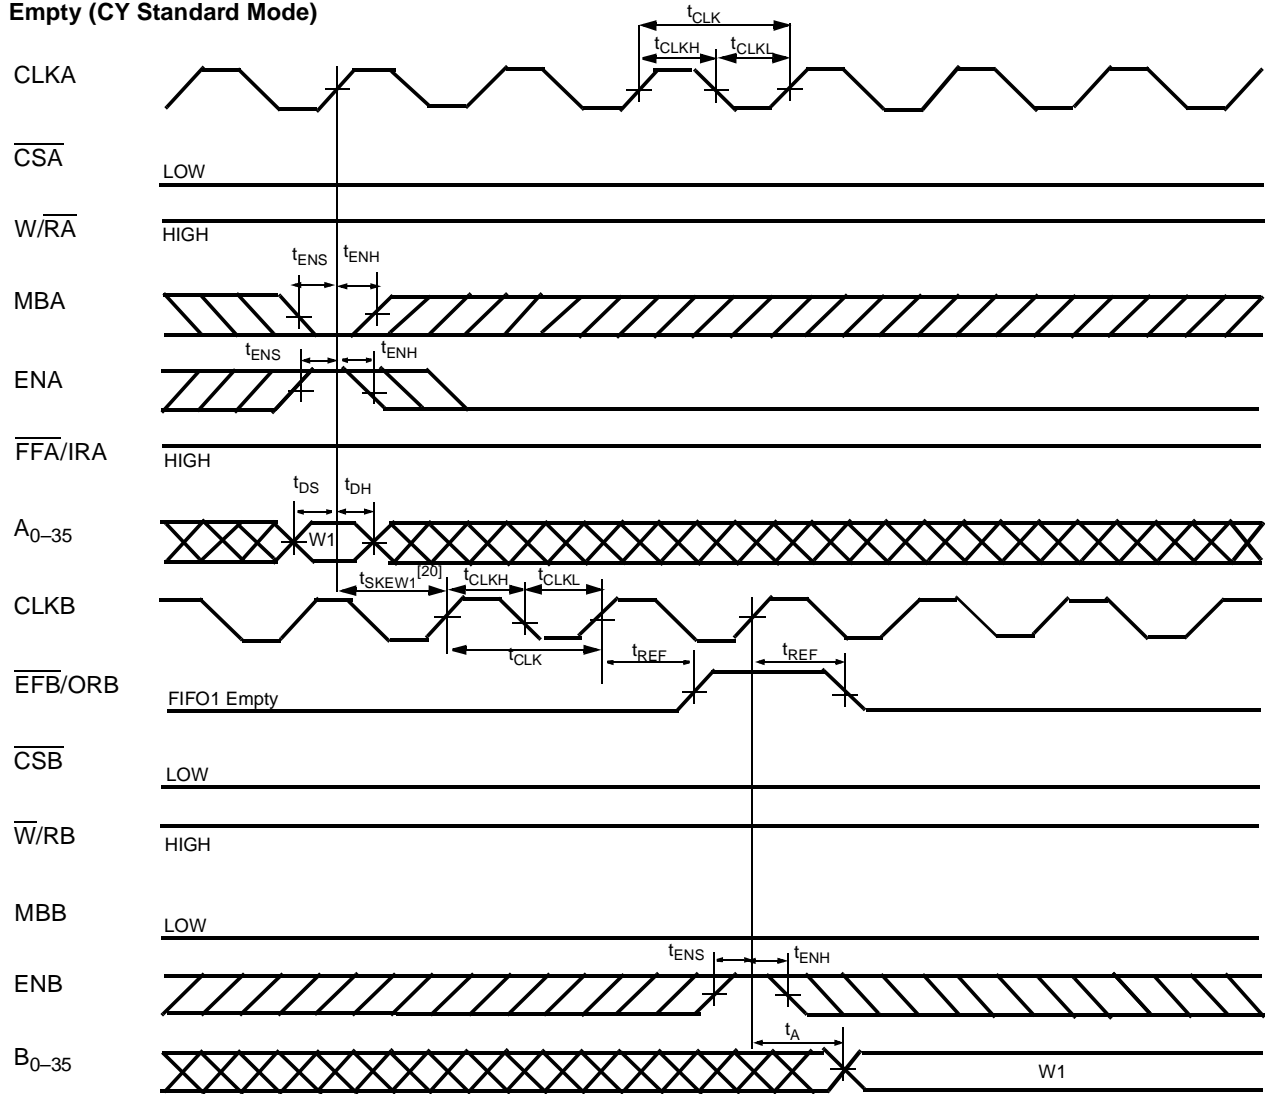 Empty (CY Standard Mode)
tCLK
tCLKH tCLKL
CLKA
CSA
LOW
W/RA
HIGH
tENS tENH
MBA
tENS tENH
ENA
FFA/IRA
HIGH
tDS tDH
A0–35
W1
tSKEW1[20] tCLKH tCLKL
CLKB
tCLK tREF tREF
EFB/ORB
FIFO1 Empty
CSB
LOW
W/RB
HIGH
MBB
LOW
tENS tENH
ENB
tA
B0–35
W1